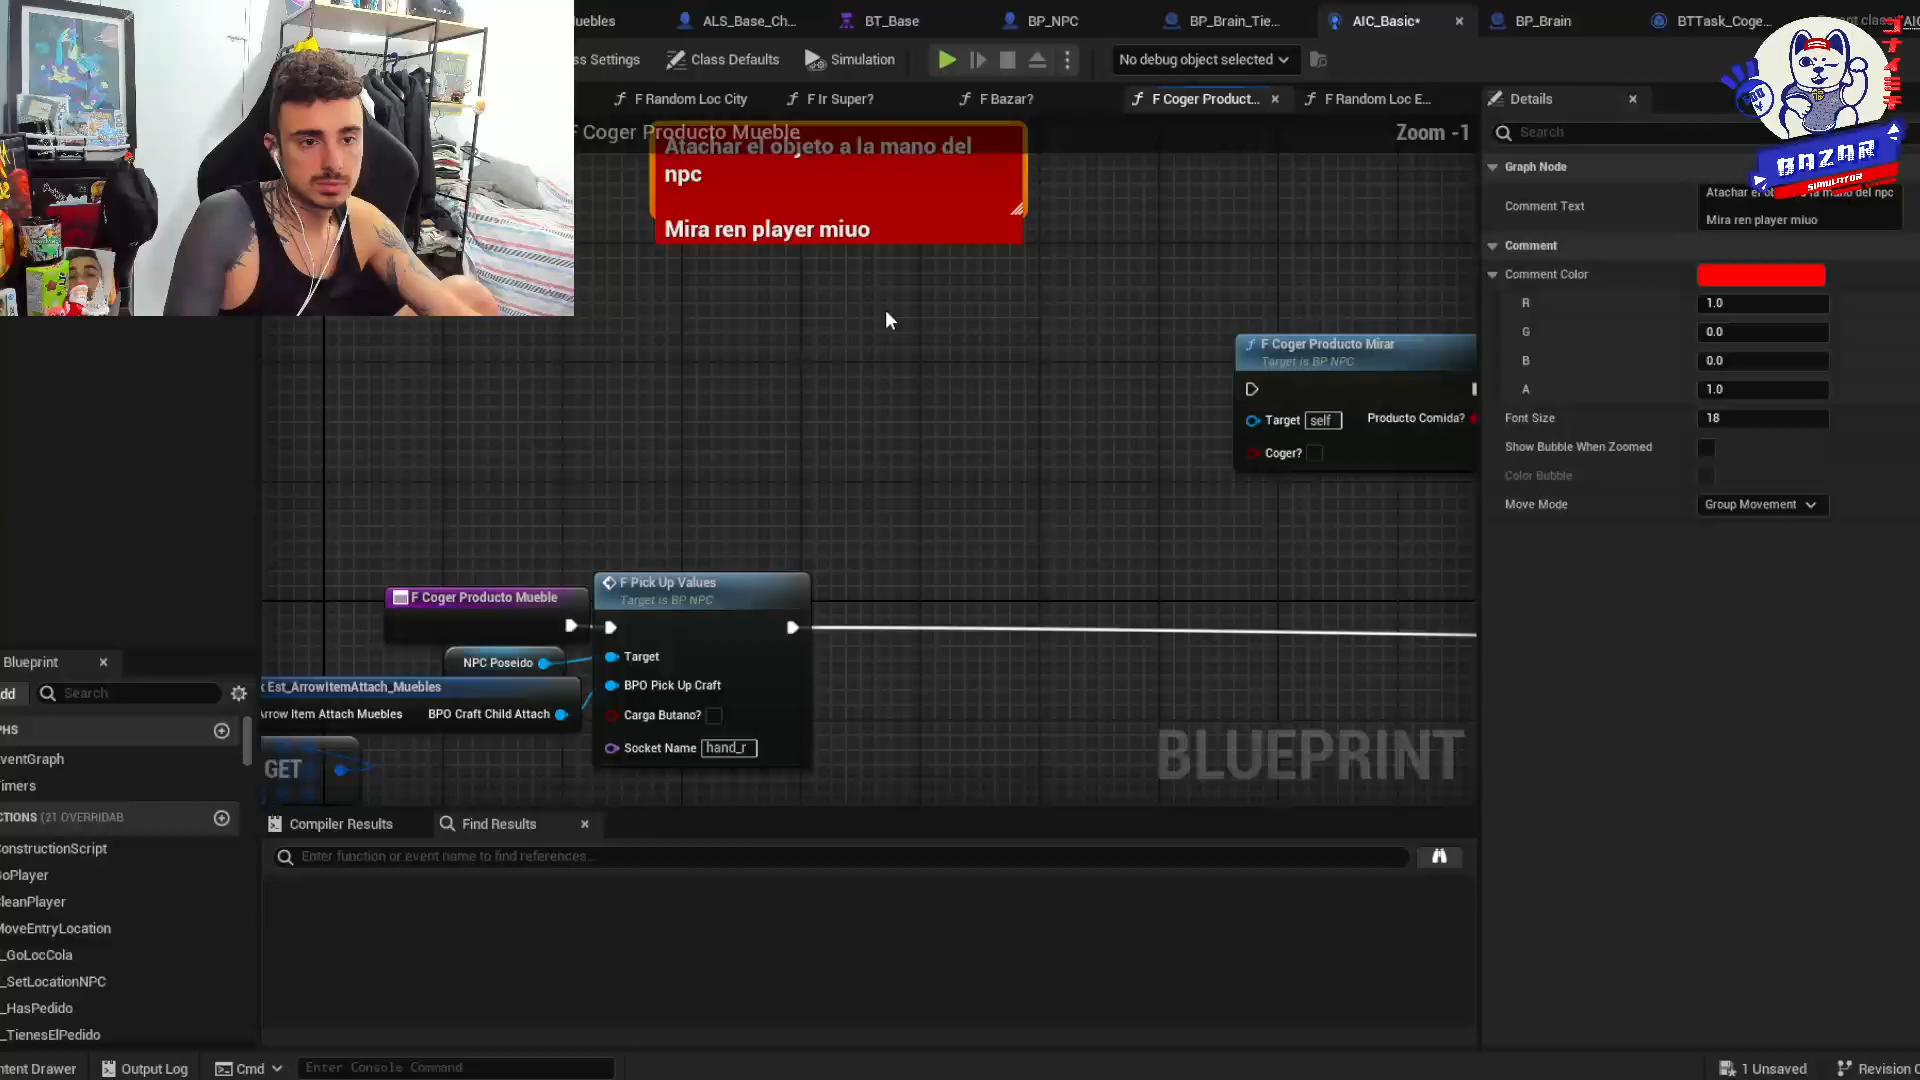 uebles
ALS_Base_Ch...
BT_Base
BP_NPC
BP_Brain_Tie...
AIC_Basic*
BP_Brain
BTTask_Coge...
ss Settings
Class Defaults
Simulation
No debug object selected
F Random Loc City
F Ir Super?
F Bazar?
F Coger Product...
F Random Loc E...
Details
F Coger Producto Mueble
Zoom -1
Search
BAZAR
SIMULATOR
Atachar el objeto a la mano del
npc
Mira ren player miuo
Graph Node
Comment Text
Mira ren player miuo
Comment
Comment Color
R
1.0
G
0.0
B
0.0
A
1.0
Font Size
18
Show Bubble When Zoomed
Color Bubble
Move Mode
Group Movement
F Coger Producto Mirar
Target is BP NPC
Target
self
Producto Comida?
Coger?
F Coger Producto Mueble
F Pick Up Values
Target is BP NPC
NPC Poseido
Target
Est_ArrowItemAttach_Muebles
BPO Pick Up Craft
Arrow Item Attach Muebles
BPO Craft Child Attach
Carga Butano?
Socket Name
hand_r
GET
BLUEPRINT
Blueprint
dd
Search
PHS
ventGraph
imers
CTIONS (21 OVERRIDAB
onstructionScript
oPlayer
leanPlayer
MoveEntryLocation
_GoLocCola
_SetLocationNPC
_HasPedido
_TienesElPedido
Compiler Results
Find Results
Enter function or event name to find references...
ntent Drawer
Output Log
Cmd
Enter Console Command
1 Unsaved
Revision C